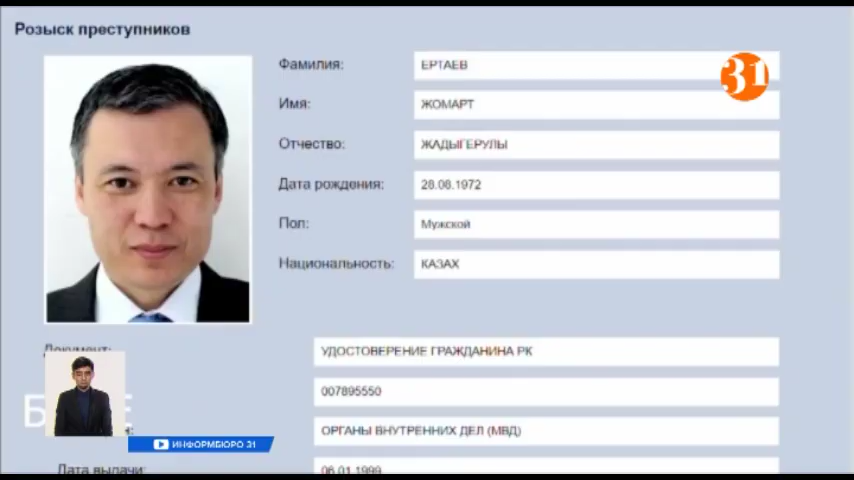 Розыск преступников
Фамилия: ЕРТАЕВ
31
Имя: ЖОМАРТ
Отчество: ЖАДЫГЕРУЛЫ
Дата рождения: 28.08.1972
Пол: Мужской
Национальность: КАЗАХ
Документ: УДОСТОВЕРЕНИЕ ГРАЖДАНИНА РК
007895550
ОРГАНЫ ВНУТРЕННИХ ДЕЛ (МВД)
ИНФОРМБЮРО 31
Дата выдачи: 06.01.1999